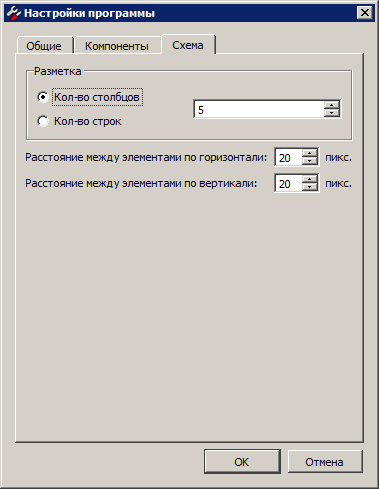 Настройки программы
Общие Компоненты Схема
Разметка
Кол-во столбцов 5
Кол-во строк
Расстояние между элементами по горизонтали: 20 пикс.
Расстояние между элементами по вертикали: 20 пикс.
OK Отмена